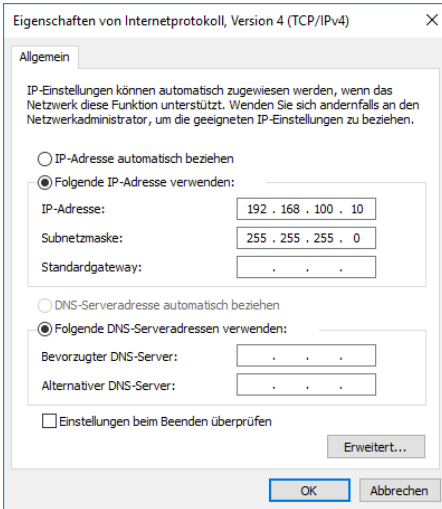 Eigenschaften von Internetprotokoll, Version 4 (TCP/IPv4)
Allgemein
IP-Einstellungen können automatisch zugewiesen werden, wenn das
Netzwerk diese Funktion unterstützt. Wenden Sie sich andernfalls an den
Netzwerkadministrator, um die geeigneten IP-Einstellungen zu beziehen.
IP-Adresse automatisch beziehen
Folgende IP-Adresse verwenden:
IP-Adresse: 192 . 168 . 100 . 10
Subnetzmaske: 255 . 255 . 255 . 0
Standardgateway: . . .
DNS-Serveradresse automatisch beziehen
Folgende DNS-Serveradressen verwenden:
Bevorzugter DNS-Server: . . .
Alternativer DNS-Server: . . .
Einstellungen beim Beenden überprüfen
Erweitert...
OK Abbrechen